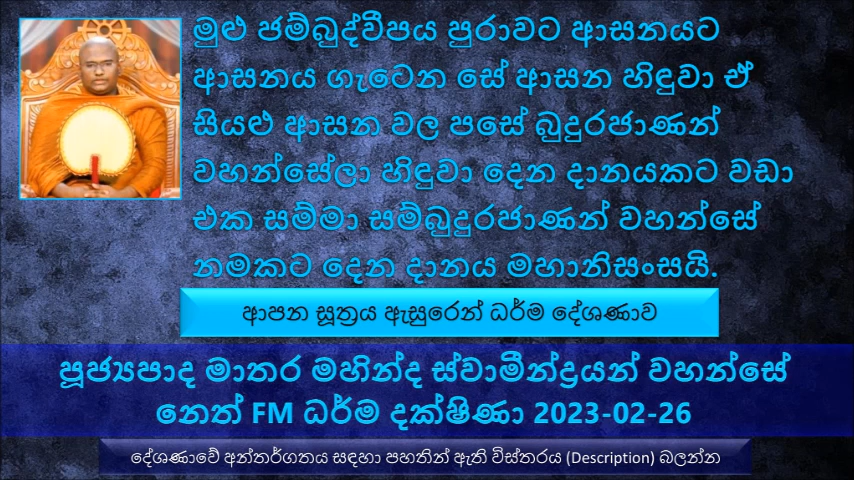 මුළු ජම්බුද්වීපය පුරාවට ආසනයට
ආසනය ගැටෙන සේ ආසන හිඳුවා ඒ
සියළු ආසන වල පසේ බුදුරජාණන්
වහන්සේලා හිඳුවා දෙන දානයකට වඩා
එක සම්මා සම්බුදුරජාණන් වහන්සේ
නමකට දෙන දානය මහානිසංසයි.
ආපන සූත්‍රය ඇසුරෙන් ධර්ම දේශණාව
පූජ්‍යපාද මාතර මහින්ද ස්වාමීන්ද්‍රයන් වහන්සේ
නෙත් FM ධර්ම දක්ෂිණා 2023-02-26
දේශණාවේ අන්තර්ගතය සඳහා පහතින් ඇති විස්තරය (Description) බලන්න